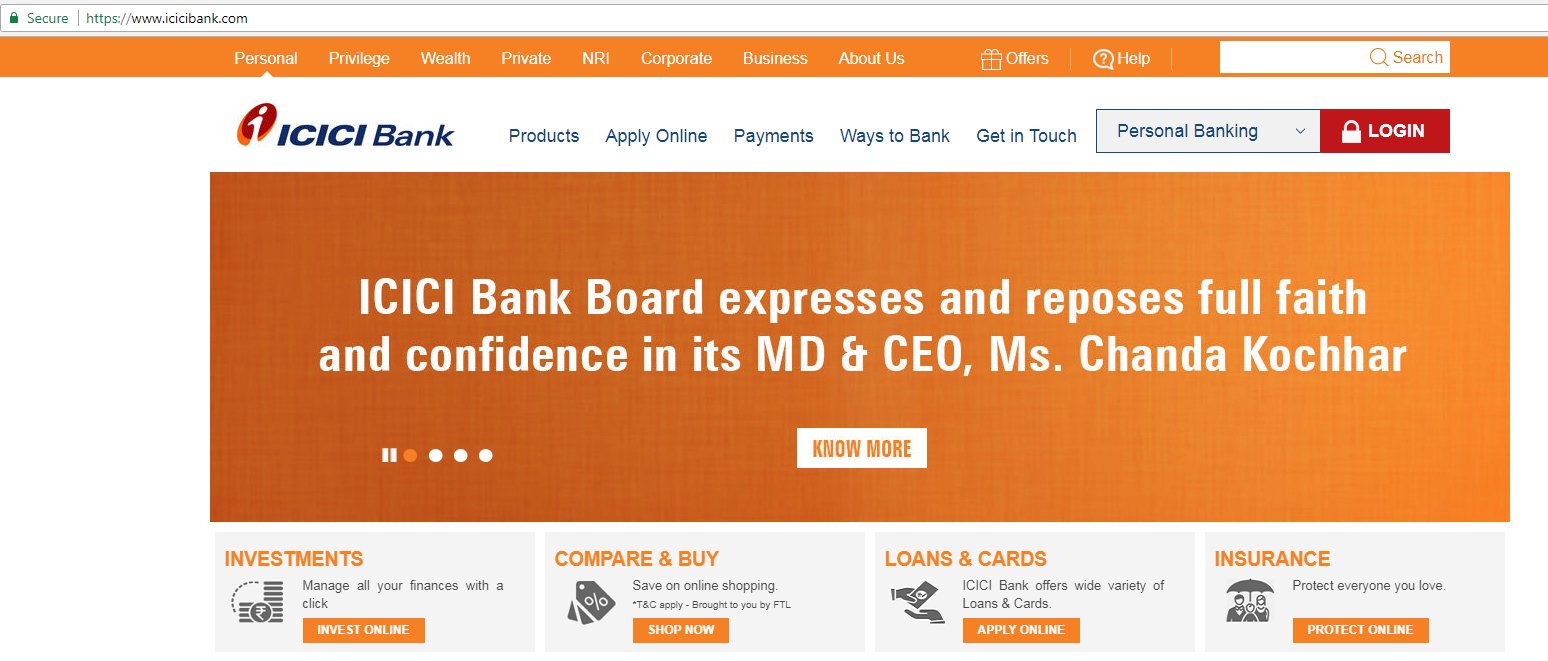 Secure https://www.icicibank.com
Personal Privilege Wealth Private NRI Corporate Business About Us Offers Help Search
ICICI Bank Products Apply Online Payments Ways to Bank Get in Touch Personal Banking LOGIN
ICICI Bank Board expresses and reposes full faith
and confidence in its MD & CEO, Ms. Chanda Kochhar
KNOW MORE
INVESTMENTS
Manage all your finances with a
click
INVEST ONLINE
COMPARE & BUY
Save on online shopping.
*T&C apply - Brought to you by FTL
SHOP NOW
LOANS & CARDS
ICICI Bank offers wide variety of
Loans & Cards.
APPLY ONLINE
INSURANCE
Protect everyone you love.
PROTECT ONLINE